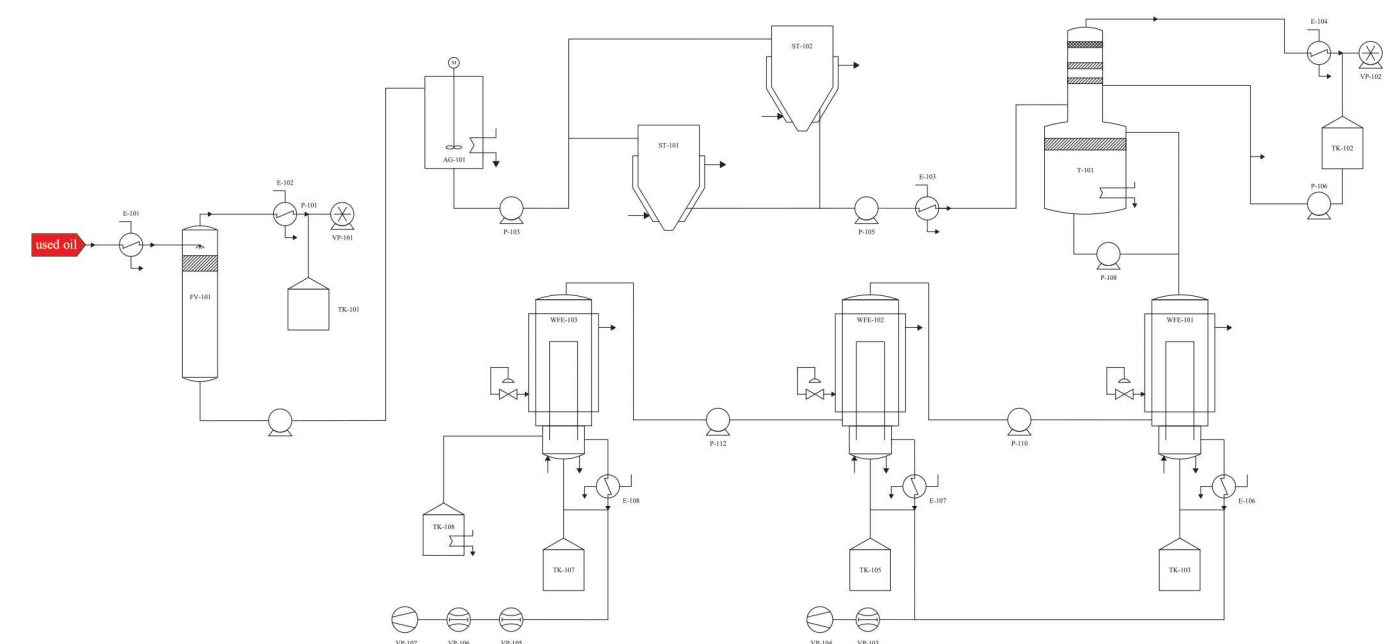 E-104
ST-102
VP-102
M
ST-101
TK-102
AG-101
T-101
E-103
E-102
P-106
P-101
E-101
P-103
P-105
VP-101
used oil
P-108
FV-101
TK-101
WFE-103
WFE-102
WFE-101
P-112
P-110
E-108
E-107
E-106
TK-108
TK-107
TK-105
TK-103
VP-107
VP-106
VP-105
VP-104
VP-103